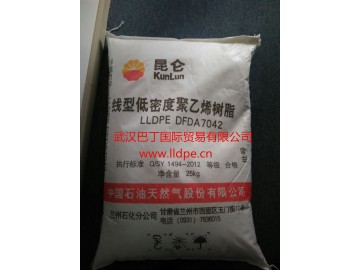 昆仑
KunLun
线型低密度聚乙烯树脂
LLDPE DFDA7042
武汉巴丁国际贸易有限公司
www.lldpe.cn
执行标准 Q/SY 1494-2012 等级 合格
净含量 25kg
中国石油天然气股份有限公司
兰州石化分公司